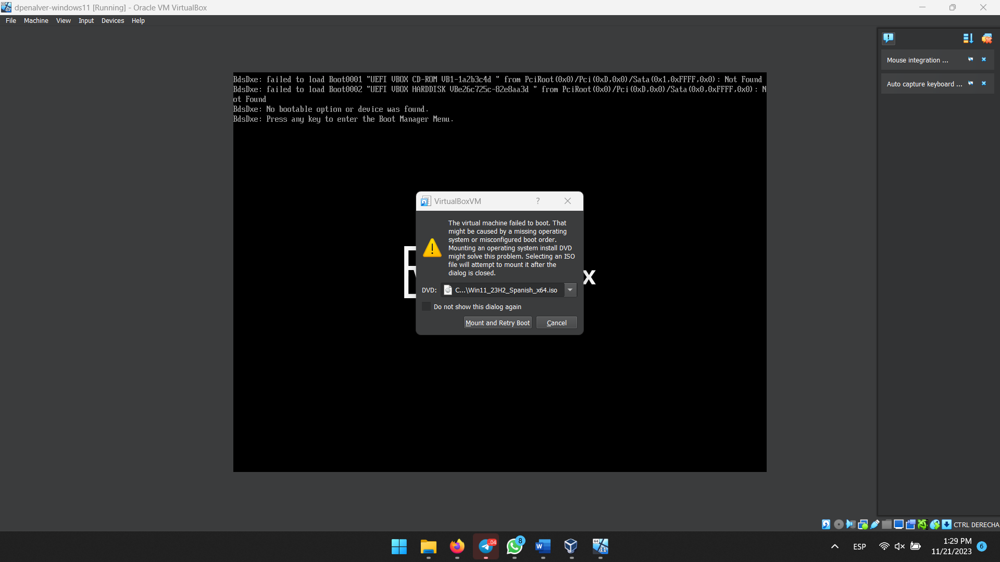 dpenalver-windows11 [Running] - Oracle VM VirtualBox
File Machine View Input Devices Help
Mouse integration ...
Auto capture keyboard ...
BdsDxe: failed to load Boot0001 "UEFI VBOX CD-ROM VB1-1a2b3c4d " from PciRoot(0x0)/Pci(0xD,0x0)/Sata(0x1,0xFFFF,0x0): Not Found
BdsDxe: failed to load Boot0002 "UEFI VBOX HARDDISK VBe26c725c-82e8aa3d " from PciRoot(0x0)/Pci(0xD,0x0)/Sata(0x0,0xFFFF,0x0): N
ot Found
BdsDxe: No bootable option or device was found.
BdsDxe: Press any key to enter the Boot Manager Menu.
VirtualBoxVM
?
The virtual machine failed to boot. That
might be caused by a missing operating
system or misconfigured boot order.
Mounting an operating system install DVD
might solve this problem. Selecting an ISO
file will attempt to mount it after the
dialog is closed.
DVD: C...\Win11_23H2_Spanish_x64.iso
Do not show this dialog again
Mount and Retry Boot Cancel
x
CTRL DERECHA
..04
8
W
64
11
ESP
1:29 PM
11/21/2023
6